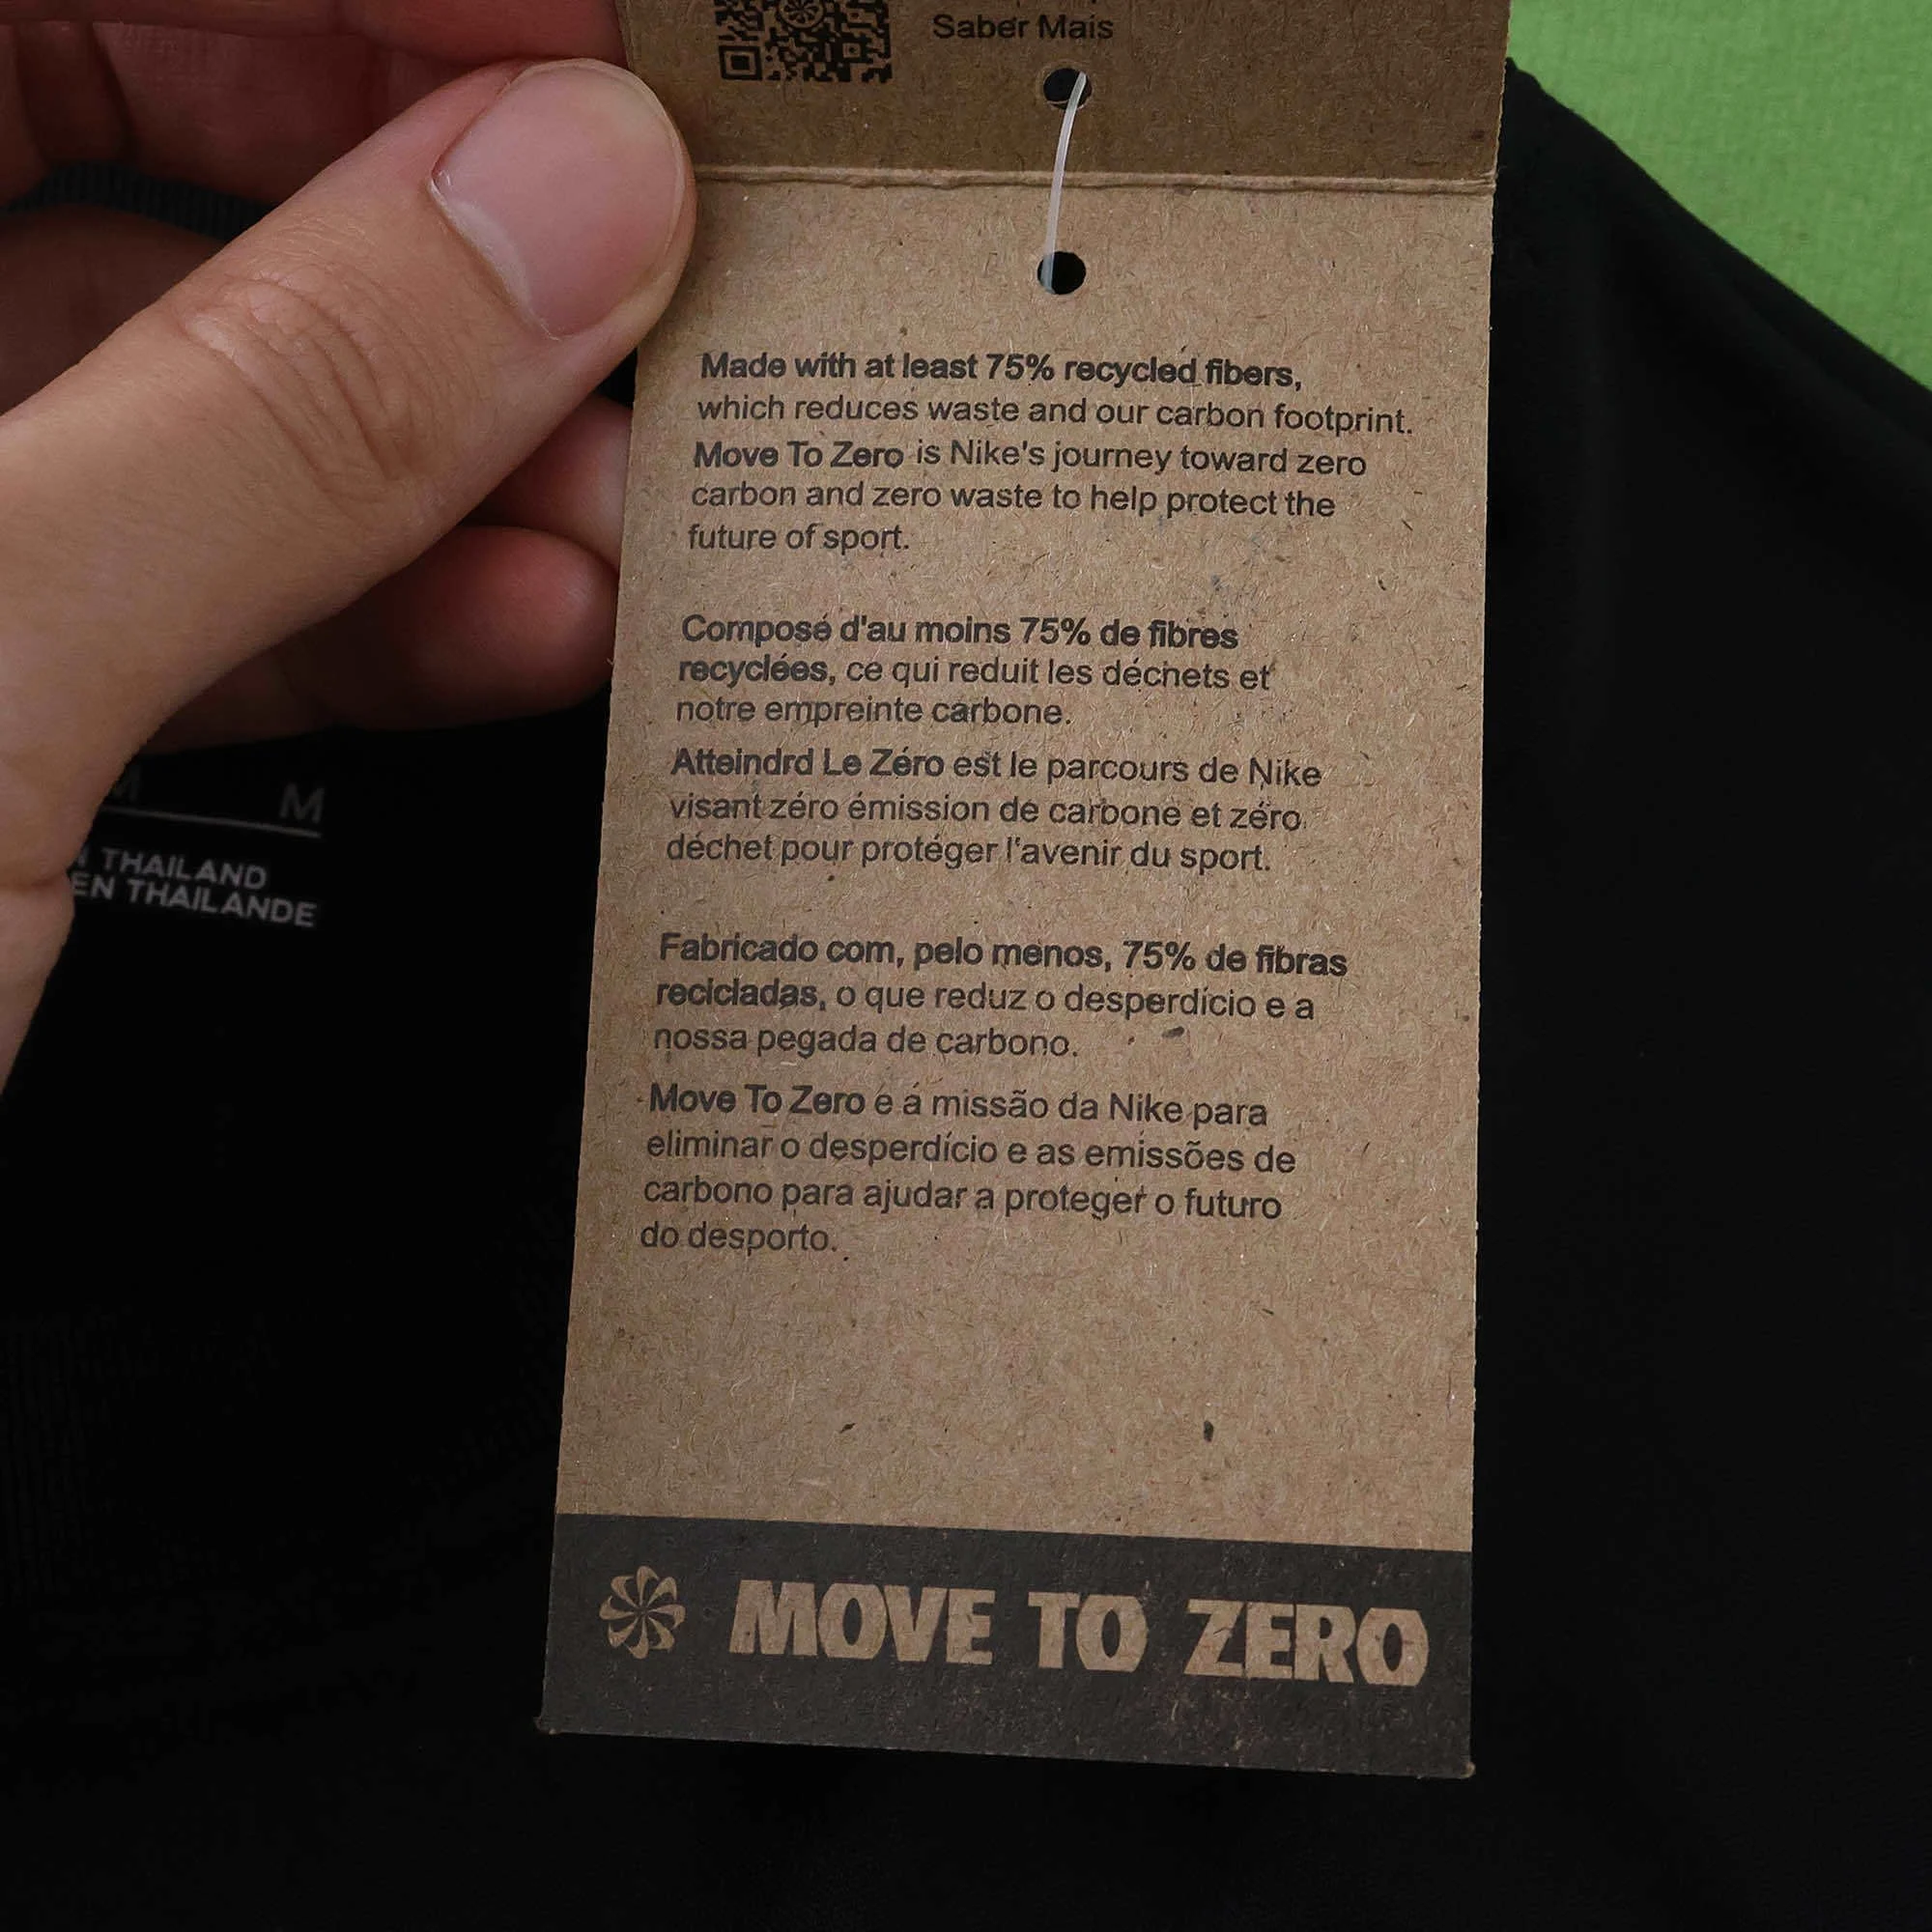 Saber Mais
Made with at least 75% recycled fibers,
which reduces waste and our carbon footprint.
Move To Zero is Nike's journey toward zero
carbon and zero waste to help protect the
future of sport.
Composé d'au moins 75% de fibres
recyclées, ce qui reduit les déchets et
notre empreinte carbone.
Atteindrd Le Zéro est le parcours de Nike
visant zéro émission de carbone et zéro
déchet pour protéger l'avenir du sport.
M
THAILAND
EN THAILANDE
Fabricado com, pelo menos, 75% de fibras
recicladas, o que reduz o desperdício e a
nossa pegada de carbono.
Move To Zero e á missão da Nike para
eliminar o desperdício e as emissões de
carbono para ajudar a proteger o futuro
do desporto.
MOVE TO ZERO